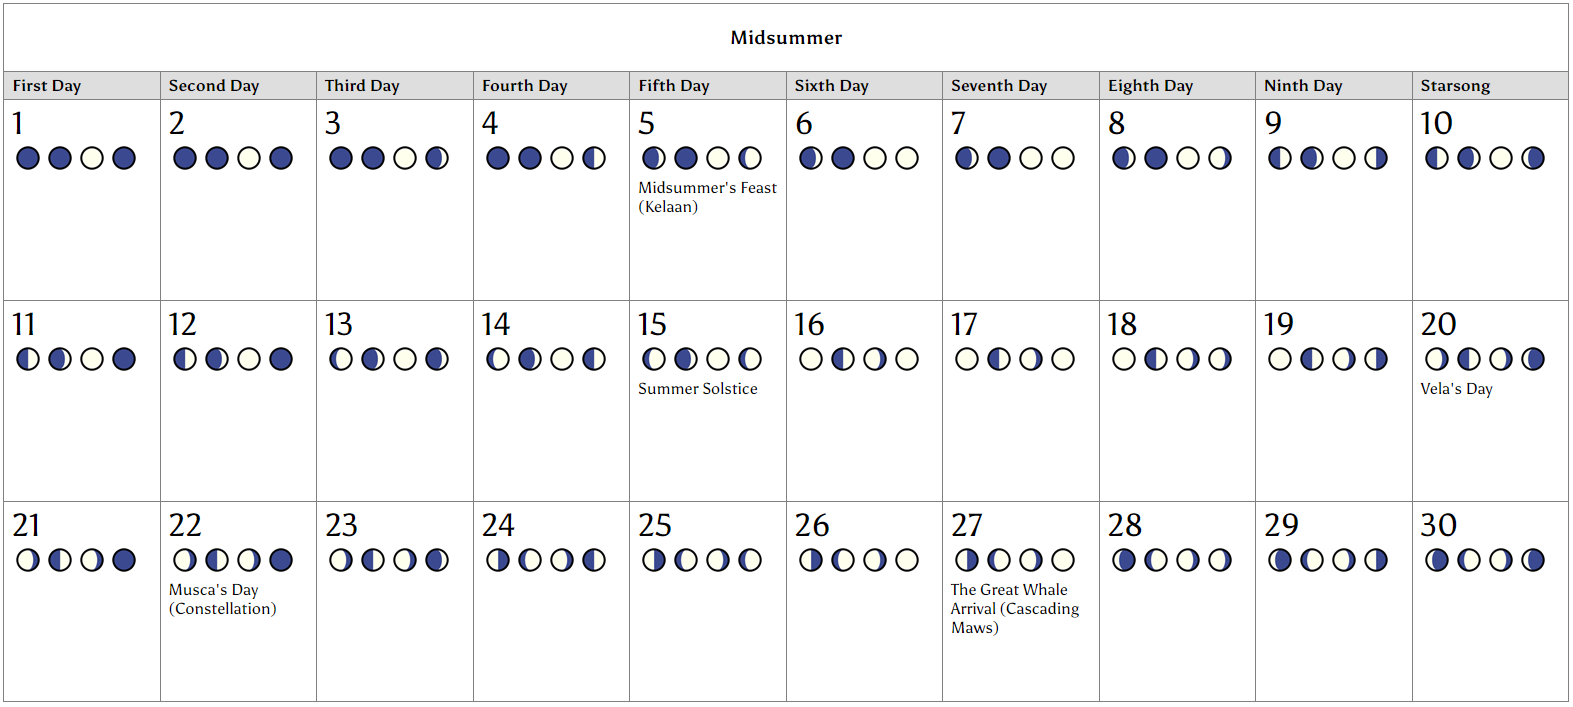 Midsummer
First Day Second Day Third Day Fourth Day Fifth Day Sixth Day Seventh Day Eighth Day Ninth Day Starsong
1 2 3 4 5 6 7 8 9 10
Midsummer's Feast
(Kelaan)
11 12 13 14 15 16 17 18 19 20
Summer Solstice Vela's Day
21 22 23 24 25 26 27 28 29 30
Musca's Day The Great Whale
(Constellation) Arrival (Cascading
Maws)